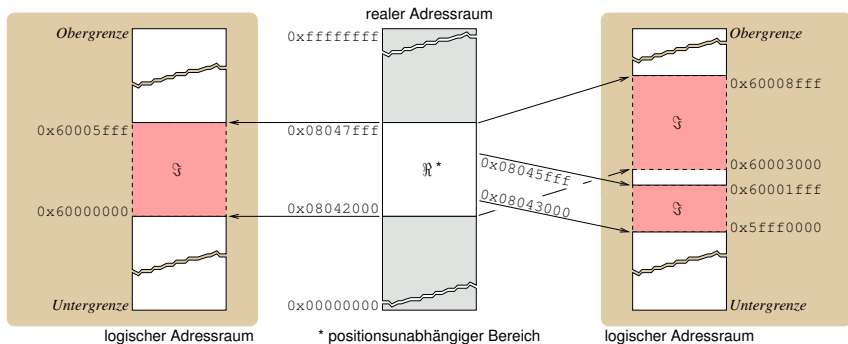 realer Adressraum
Obergrenze
0xffffffff
Obergrenze
0x60008fff
0x60005fff
0x08047fff
ℑ
ℑ
ℜ *
0x08045fff
0x60003000
0x60001fff
0x60000000
0x08042000
0x08043000
ℑ
0x5fff0000
Untergrenze
0x00000000
Untergrenze
logischer Adressraum
* positionsunabhängiger Bereich
logischer Adressraum